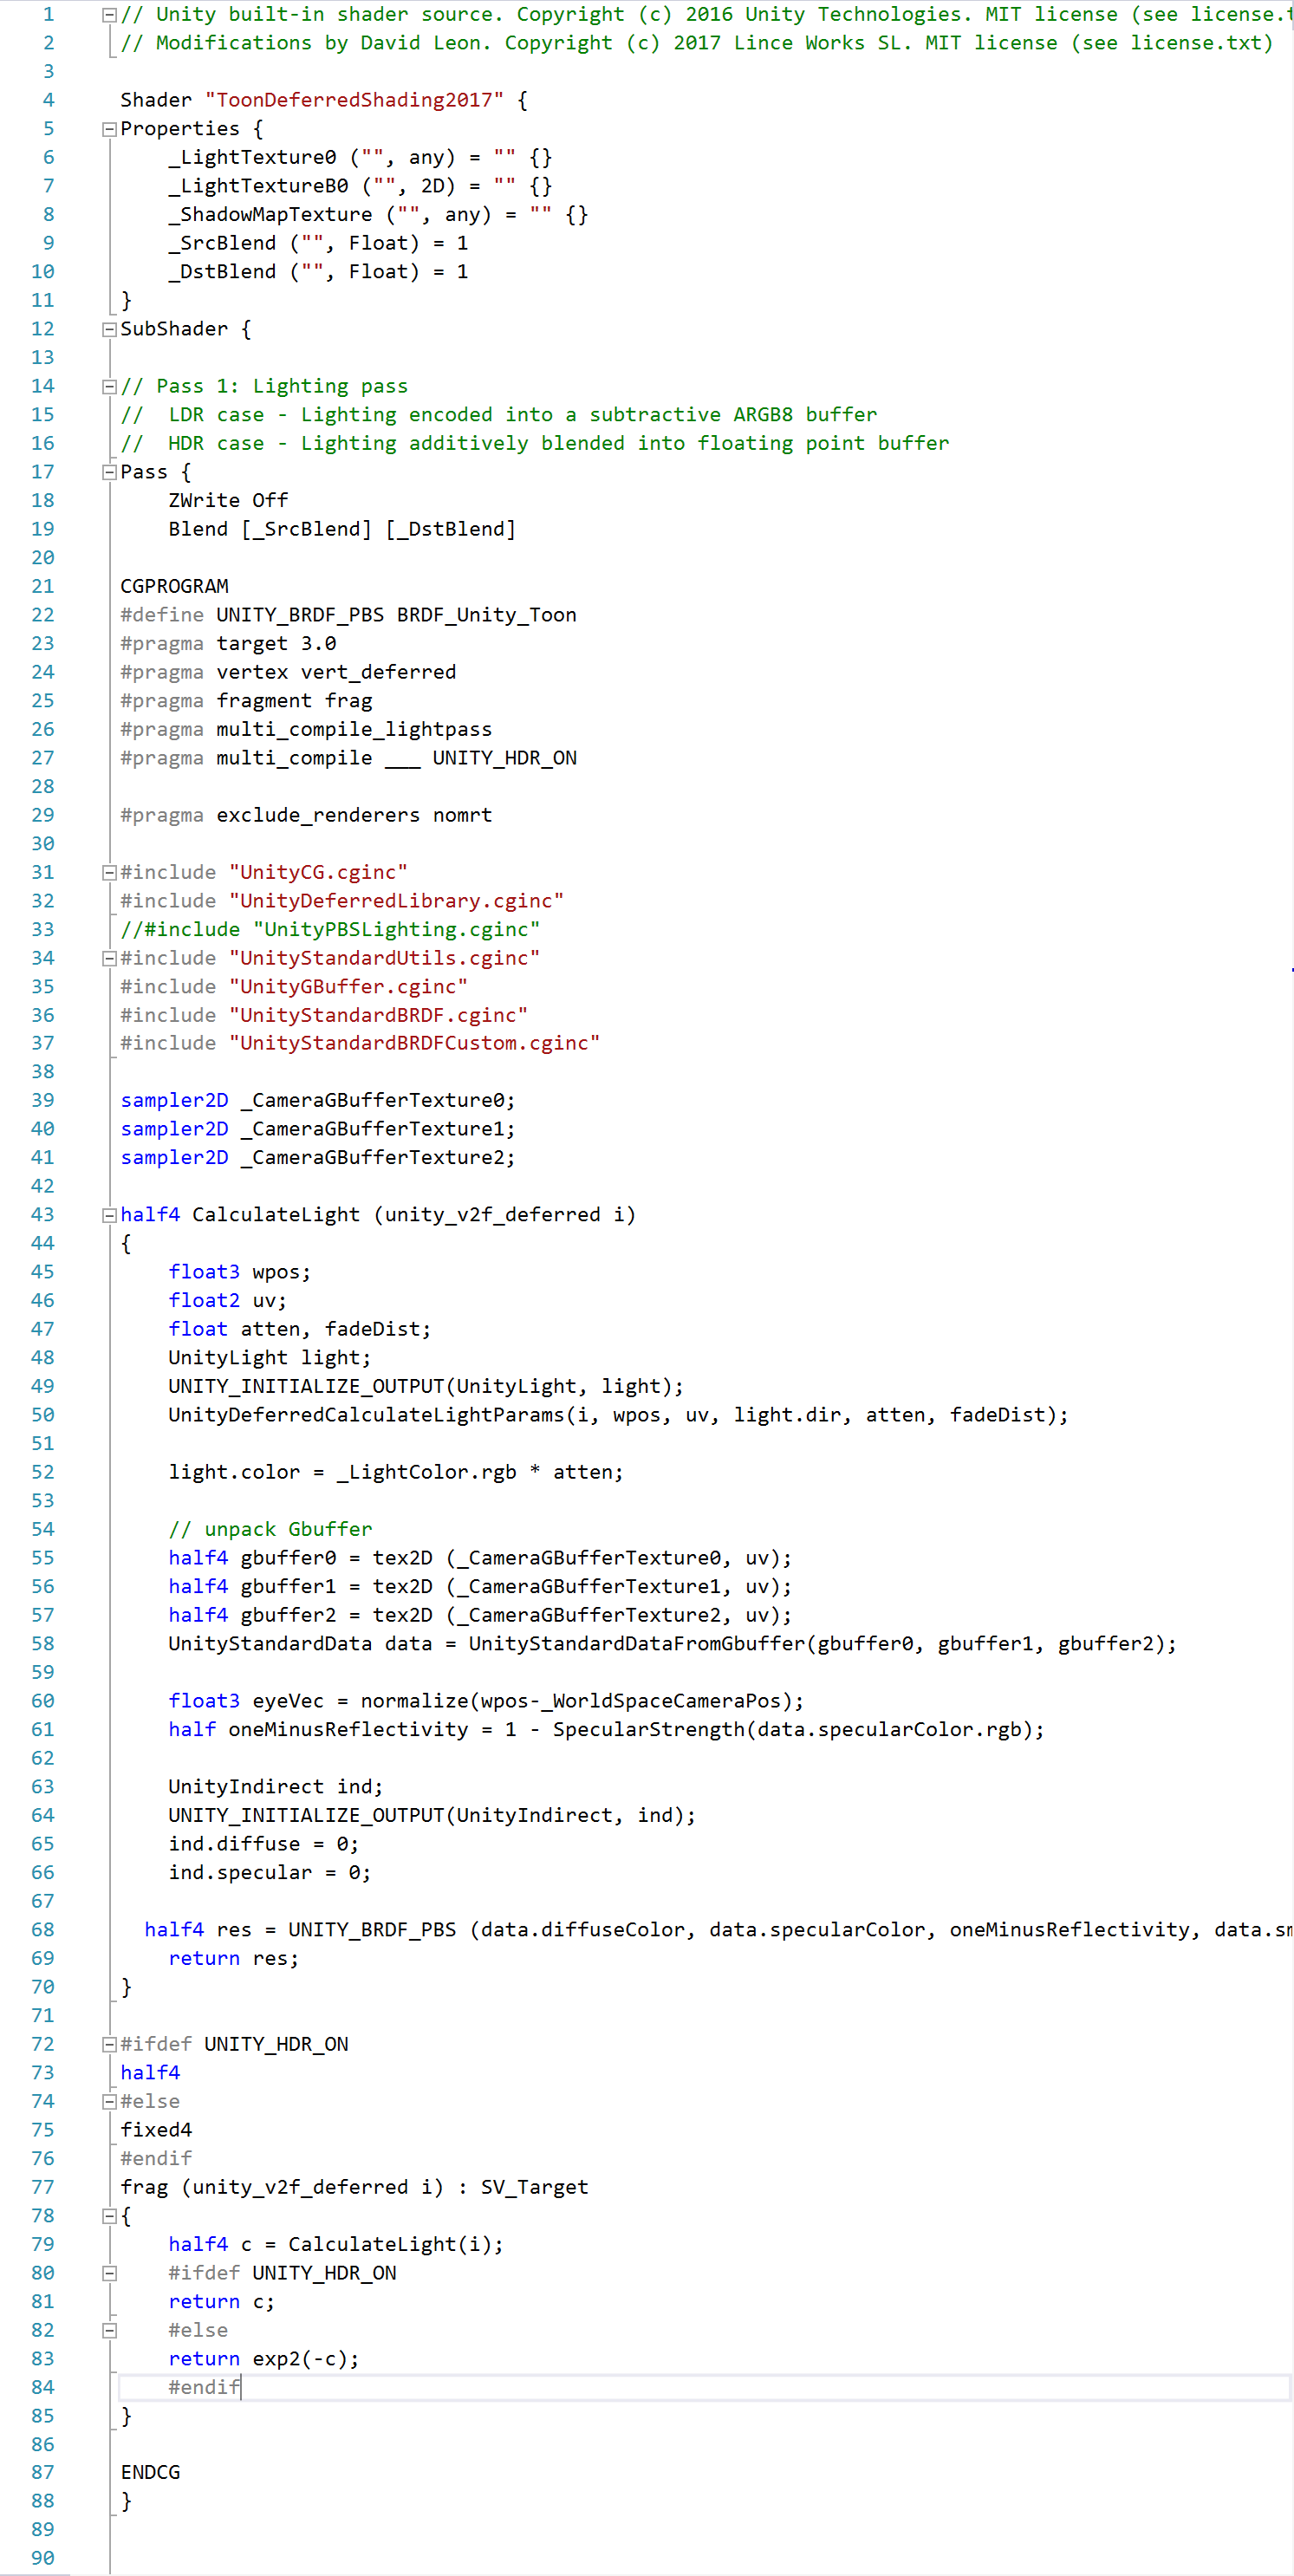 1 // Unity built-in shader source. Copyright (c) 2016 Unity Technologies. MIT license (see
2 // Modifications by David Leon. Copyright (c) 2017 Lince Works SL. MIT license (see license.txt)
3
4 Shader "ToonDeferredShading2017" {
5 Properties {
6 _LightTexture0 ("", any) = "" {}
7 _LightTextureB0 ("", 2D) = "" {}
8 _ShadowMapTexture ("", any) = "" {}
9 _SrcBlend ("", Float) = 1
10 _DstBlend ("", Float) = 1
11 }
12 SubShader {
13
14 // Pass 1: Lighting pass
15 //  LDR case - Lighting encoded into a subtractive ARGB8 buffer
16 //  HDR case - Lighting additively blended into floating point buffer
17 Pass {
18 ZWrite Off
19 Blend [_SrcBlend] [_DstBlend]
20
21 CGPROGRAM
22 #define UNITY_BRDF_PBS BRDF_Unity_Toon
23 #pragma target 3.0
24 #pragma vertex vert_deferred
25 #pragma fragment frag
26 #pragma multi_compile_lightpass
27 #pragma multi_compile ___ UNITY_HDR_ON
28
29 #pragma exclude_renderers nomrt
30
31 #include "UnityCG.cginc"
32 #include "UnityDeferredLibrary.cginc"
33 //#include "UnityPBSLighting.cginc"
34 #include "UnityStandardUtils.cginc"
35 #include "UnityGBuffer.cginc"
36 #include "UnityStandardBRDF.cginc"
37 #include "UnityStandardBRDFCustom.cginc"
38
39 sampler2D _CameraGBufferTexture0;
40 sampler2D _CameraGBufferTexture1;
41 sampler2D _CameraGBufferTexture2;
42
43 half4 CalculateLight (unity_v2f_deferred i)
44 {
45 float3 wpos;
46 float2 uv;
47 float atten, fadeDist;
48 UnityLight light;
49 UNITY_INITIALIZE_OUTPUT(UnityLight, light);
50 UnityDeferredCalculateLightParams(i, wpos, uv, light.dir, atten, fadeDist);
51
52 light.color = _LightColor.rgb * atten;
53
54 // unpack Gbuffer
55 half4 gbuffer0 = tex2D (_CameraGBufferTexture0, uv);
56 half4 gbuffer1 = tex2D (_CameraGBufferTexture1, uv);
57 half4 gbuffer2 = tex2D (_CameraGBufferTexture2, uv);
58 UnityStandardData data = UnityStandardDataFromGbuffer(gbuffer0, gbuffer1, gbuffer2);
59
60 float3 eyeVec = normalize(wpos-_WorldSpaceCameraPos);
61 half oneMinusReflectivity = 1 - SpecularStrength(data.specularColor.rgb);
62
63 UnityIndirect ind;
64 UNITY_INITIALIZE_OUTPUT(UnityIndirect, ind);
65 ind.diffuse = 0;
66 ind.specular = 0;
67
68 half4 res = UNITY_BRDF_PBS (data.diffuseColor, data.specularColor, oneMinusReflectivity,
69 return res;
70 }
71
72 #ifdef UNITY_HDR_ON
73 half4
74 #else
75 fixed4
76 #endif
77 frag (unity_v2f_deferred i) : SV_Target
78 {
79 half4 c = CalculateLight(i);
80 #ifdef UNITY_HDR_ON
81 return c;
82 #else
83 return exp2(-c);
84 #endif
85 }
86
87 ENDCG
88 }
89
90